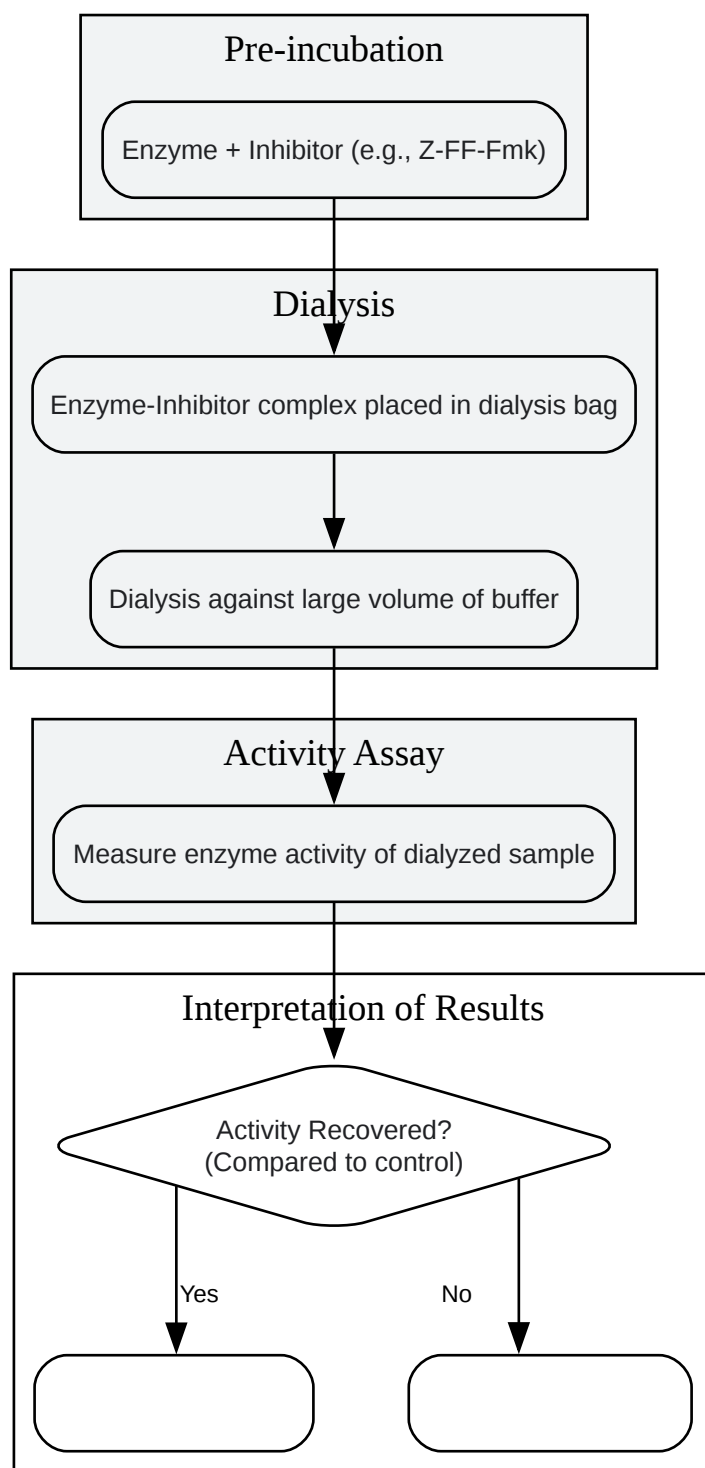 Pre-incubation
Enzyme + Inhibitor (e.g., Z-FF-Fmk)
Dialysis
Enzyme-Inhibitor complex placed in dialysis bag
Dialysis against large volume of buffer
Activity Assay
Measure enzyme activity of dialyzed sample
Interpretation of Results
Activity Recovered?
(Compared to control)
Yes
No